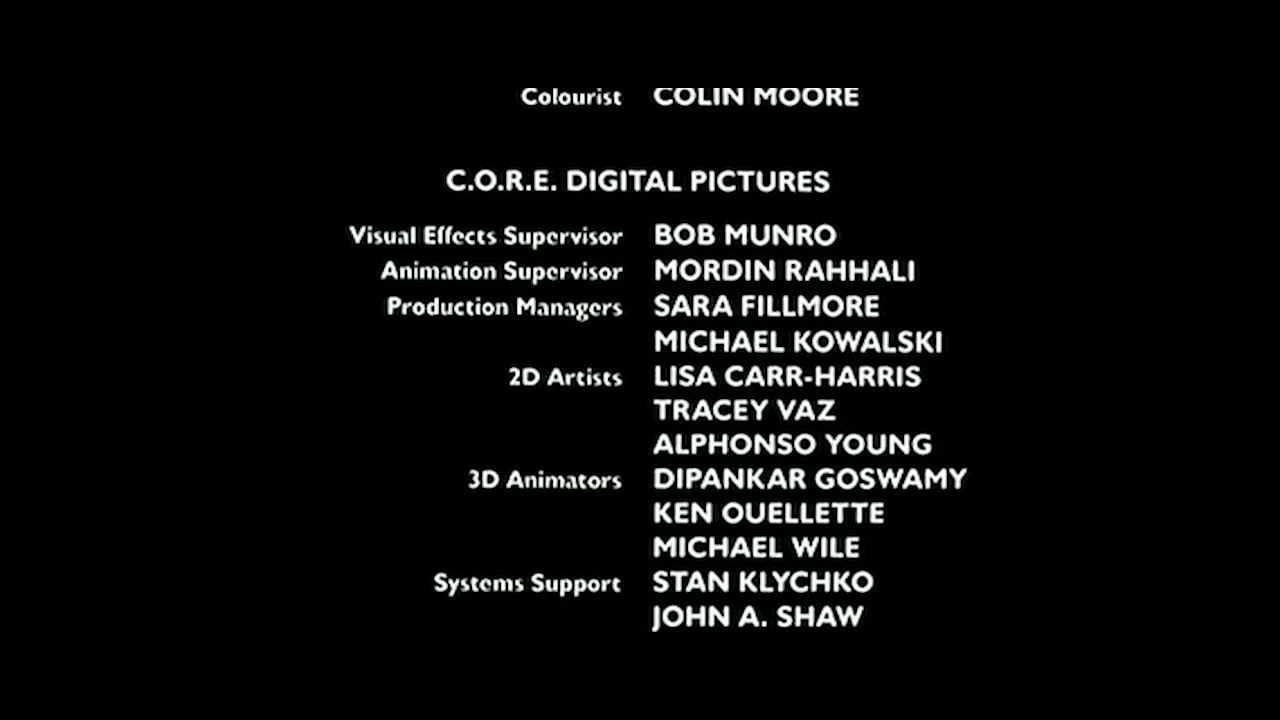 Colourist COLIN MOORE
C.O.R.E. DIGITAL PICTURES
Visual Effects Supervisor BOB MUNRO
Animation Supervisor MORDIN RAHHALI
Production Managers SARA FILLMORE
MICHAEL KOWALSKI
2D Artists LISA CARR-HARRIS
TRACEY VAZ
ALPHONSO YOUNG
3D Animators DIPANKAR GOSWAMY
KEN OUELLETTE
MICHAEL WILE
Systems Support STAN KLYCHKO
JOHN A. SHAW